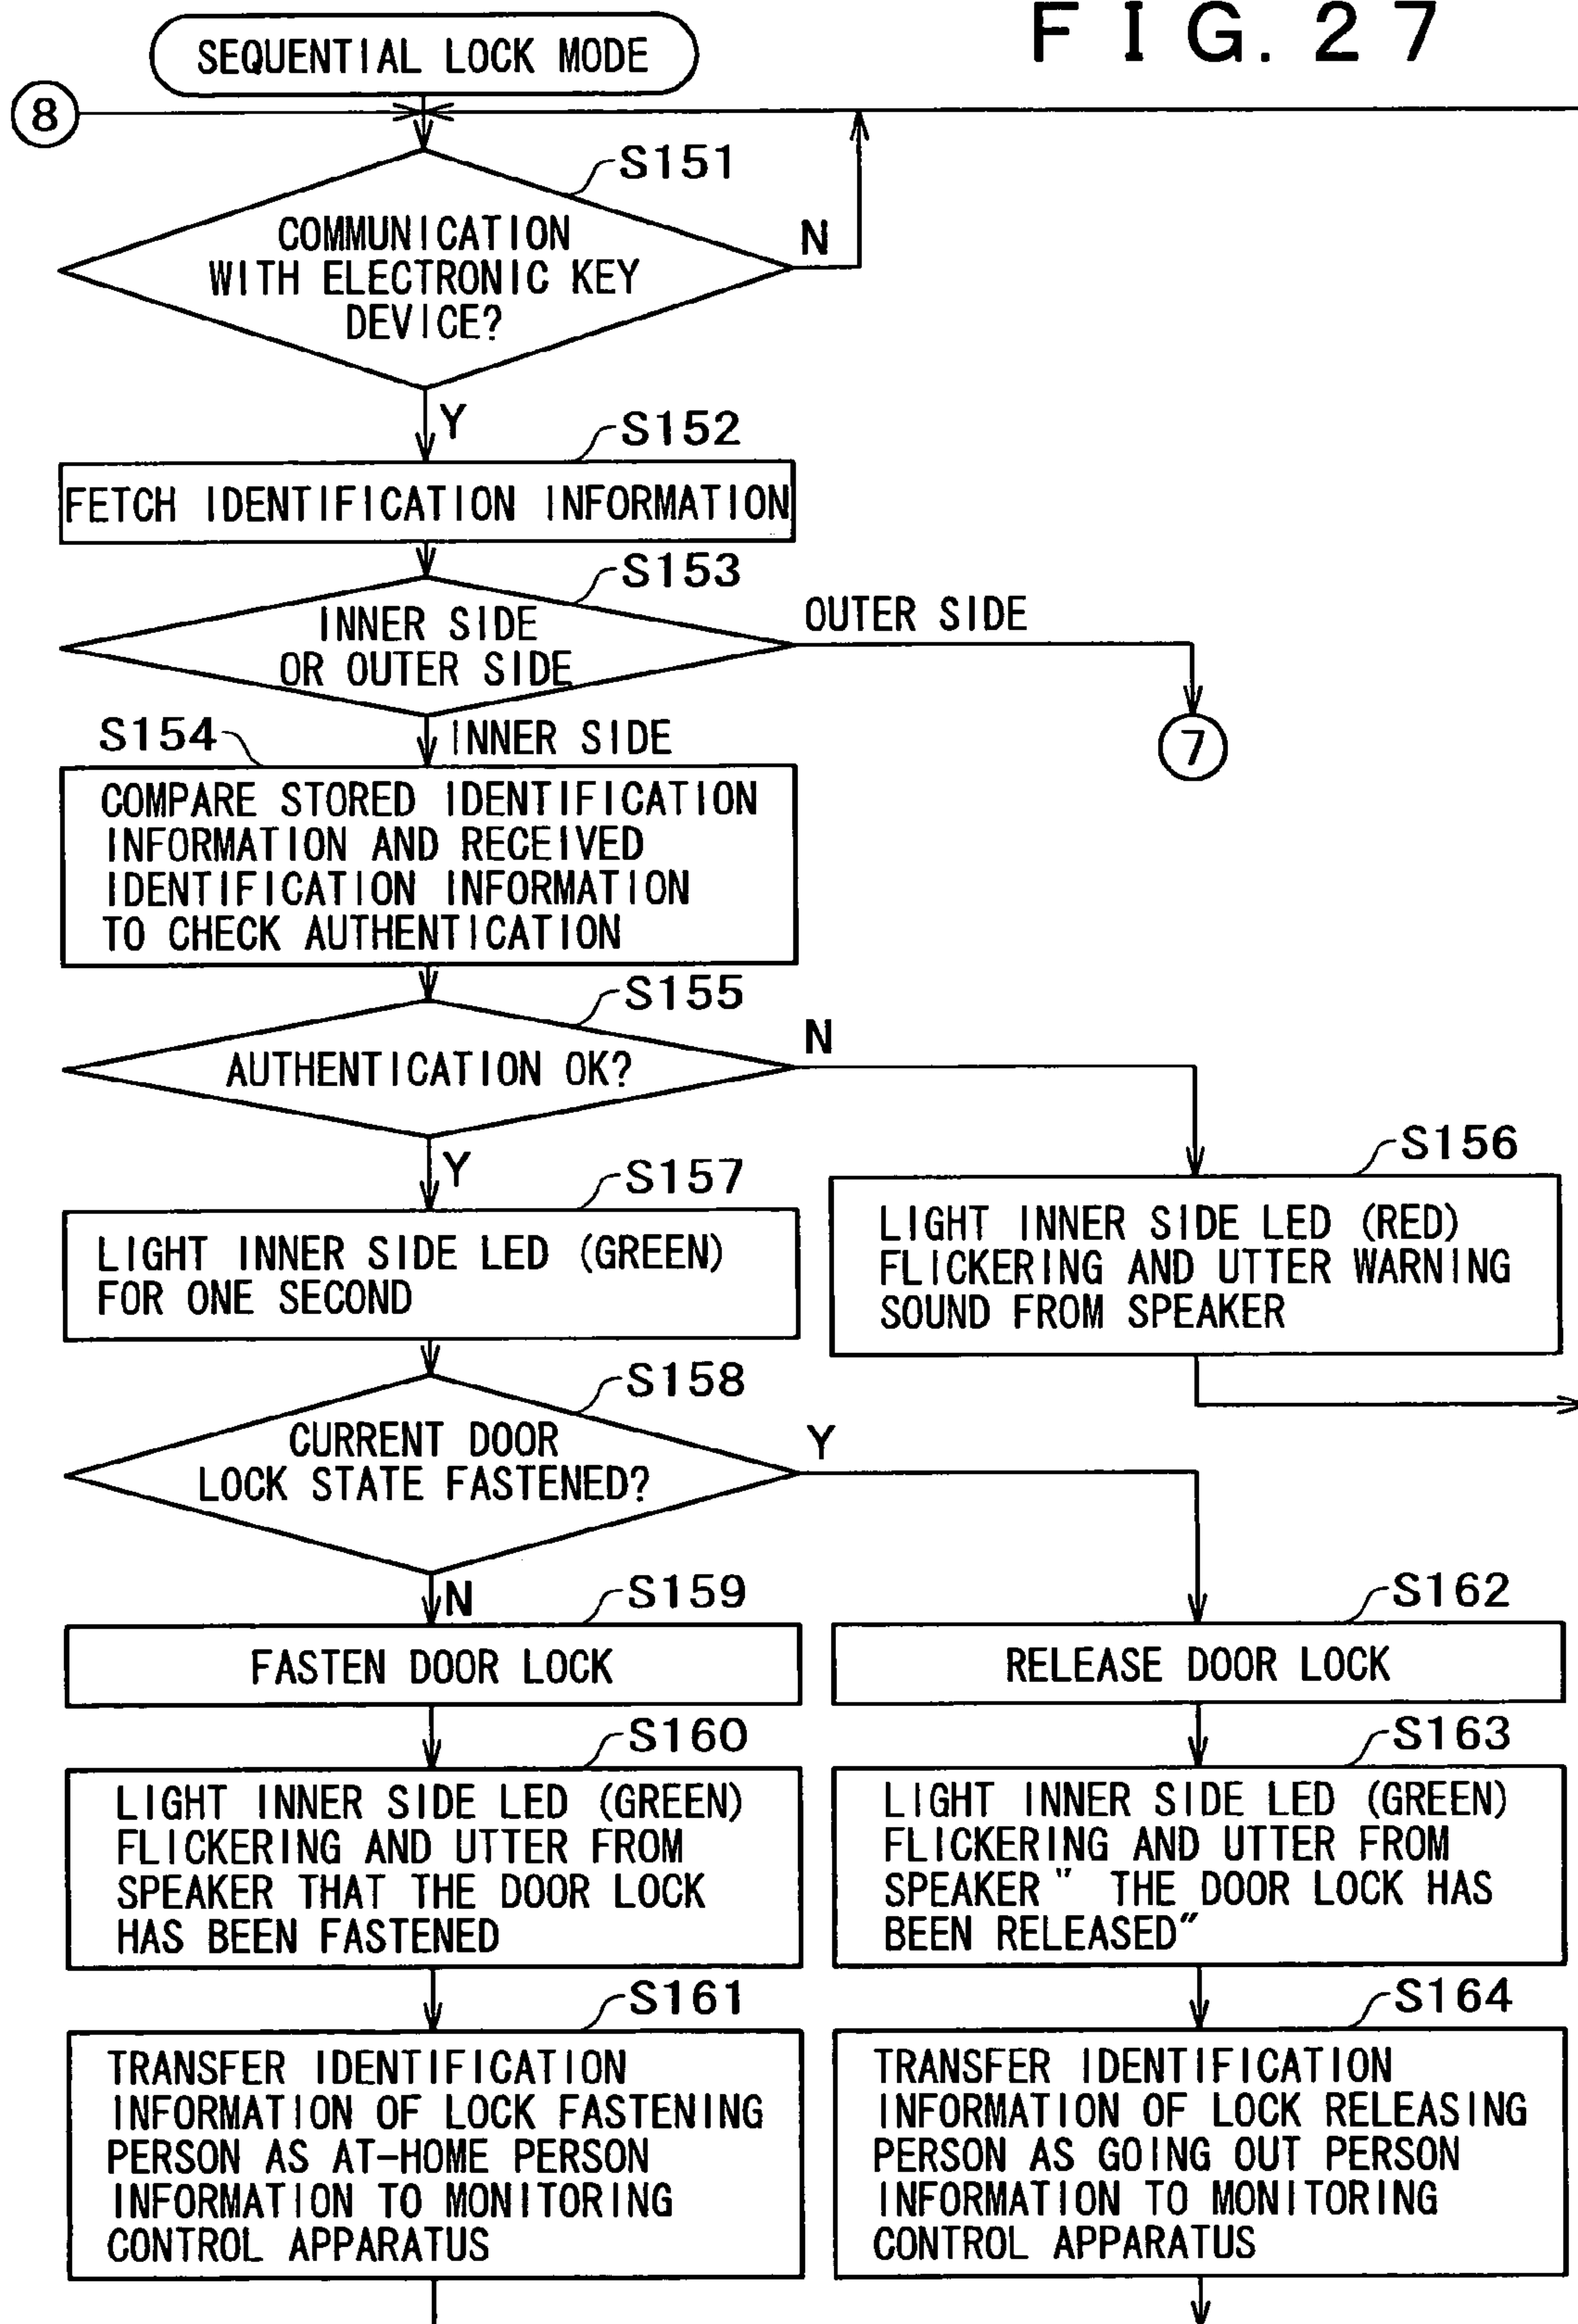 FIG. 27
SEQUENTIAL LOCK MODE
8
S151
COMMUNICATION
WITH ELECTRONIC KEY
DEVICE?
N
Y
S152
FETCH IDENTIFICATION INFORMATION
S153
INNER SIDE
OR OUTER SIDE
OUTER SIDE
7
INNER SIDE
S154
COMPARE STORED IDENTIFICATION
INFORMATION AND RECEIVED
IDENTIFICATION INFORMATION
TO CHECK AUTHENTICATION
S155
AUTHENTICATION OK?
N
Y
S156
LIGHT INNER SIDE LED (RED)
FLICKERING AND UTTER WARNING
SOUND FROM SPEAKER
S157
LIGHT INNER SIDE LED (GREEN)
FOR ONE SECOND
S158
CURRENT DOOR
LOCK STATE FASTENED?
Y
N
S159
FASTEN DOOR LOCK
S160
LIGHT INNER SIDE LED (GREEN)
FLICKERING AND UTTER FROM
SPEAKER THAT THE DOOR LOCK
HAS BEEN FASTENED
S161
TRANSFER IDENTIFICATION
INFORMATION OF LOCK FASTENING
PERSON AS AT-HOME PERSON
INFORMATION TO MONITORING
CONTROL APPARATUS
S162
RELEASE DOOR LOCK
S163
LIGHT INNER SIDE LED (GREEN)
FLICKERING AND UTTER FROM
SPEAKER " THE DOOR LOCK HAS
BEEN RELEASED"
S164
TRANSFER IDENTIFICATION
INFORMATION OF LOCK RELEASING
PERSON AS GOING OUT PERSON
INFORMATION TO MONITORING
CONTROL APPARATUS